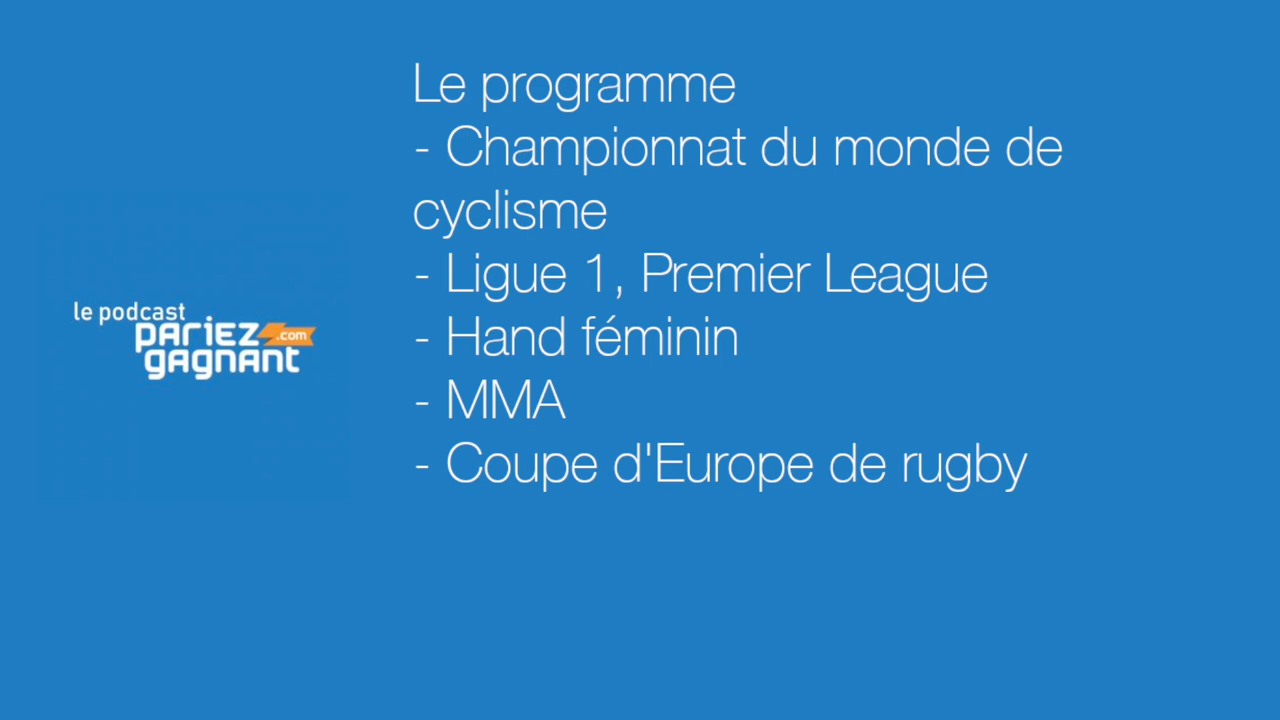 Le programme
- Championnat du monde de
cyclisme
- Ligue 1, Premier League
- Hand féminin
- MMA
- Coupe d'Europe de rugby
le podcast
pariez
.com
gagnant